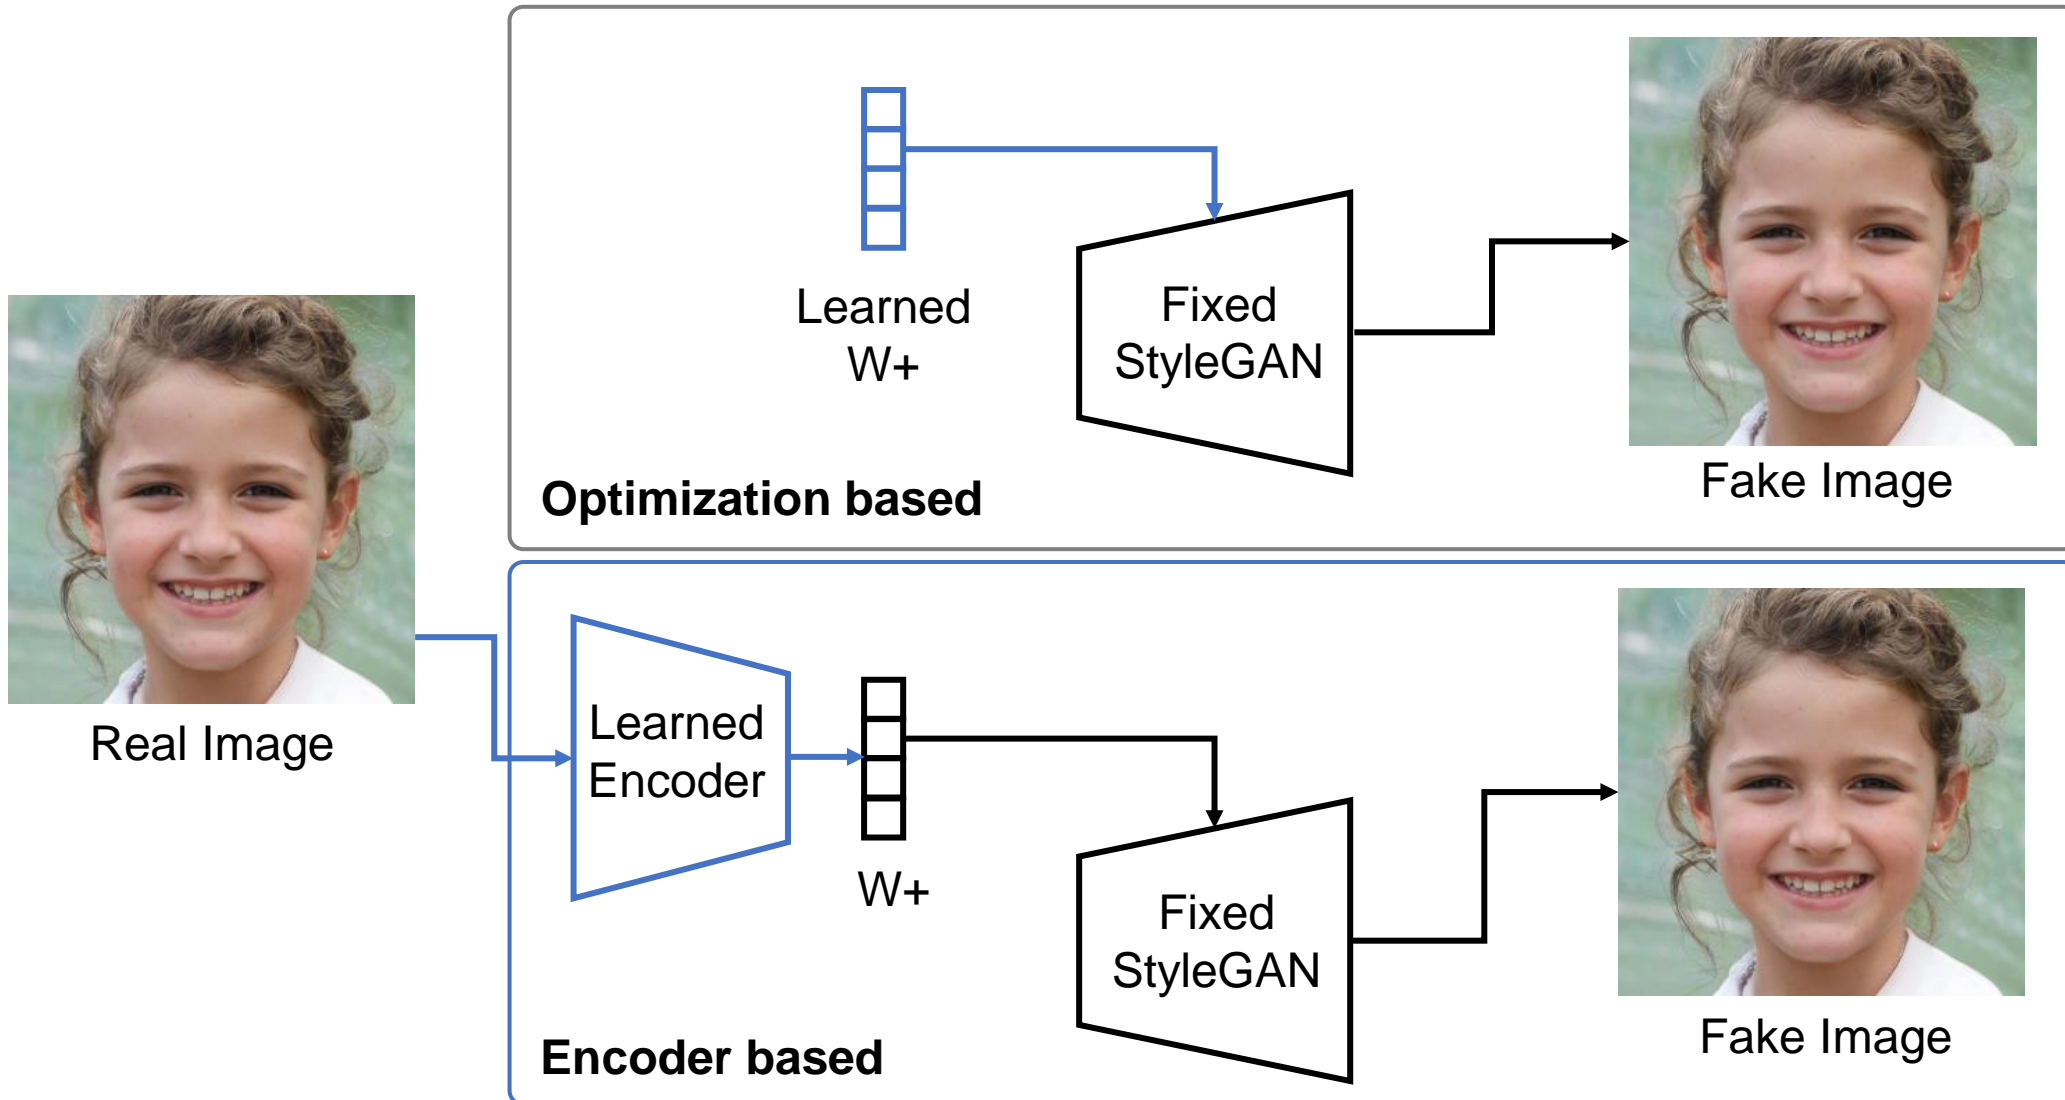 Learned
W+
Fixed
StyleGAN
Fake Image
Optimization based
Real Image
Learned
Encoder
W+
Fixed
StyleGAN
Fake Image
Encoder based